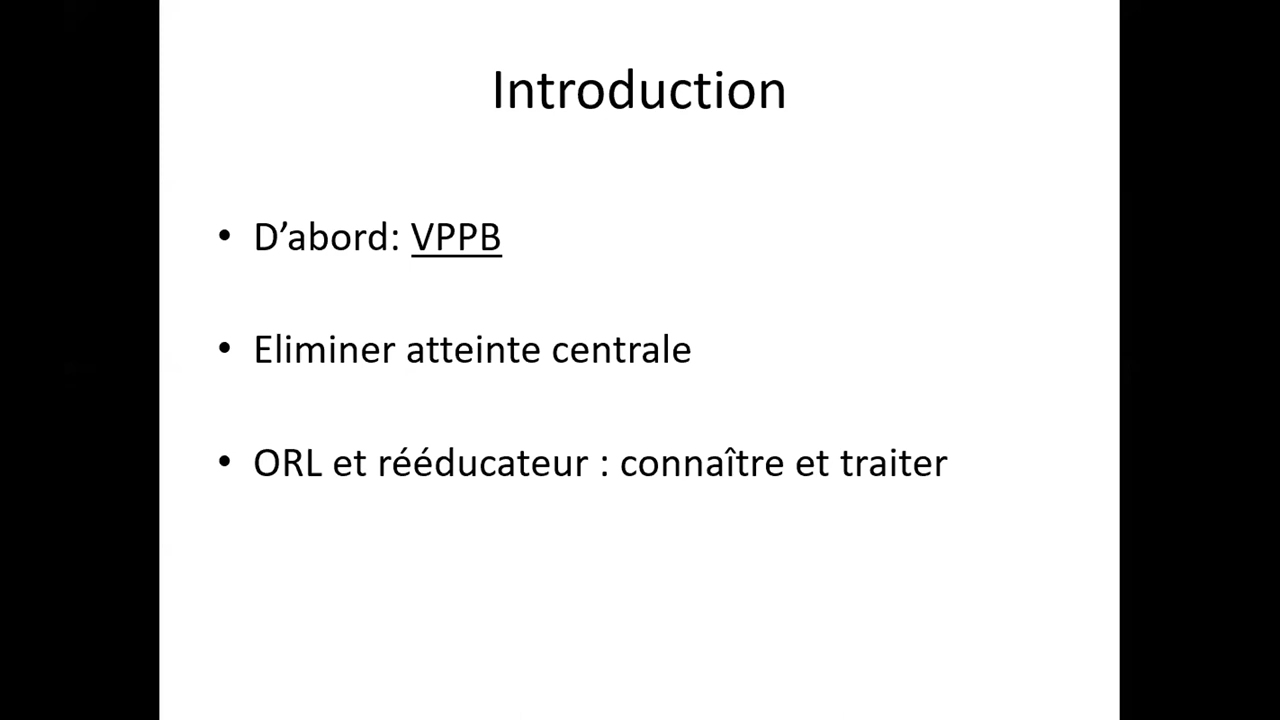 Introduction
• D’abord: VPPB
• Eliminer atteinte centrale
• ORL et rééducateur : connaître et traiter